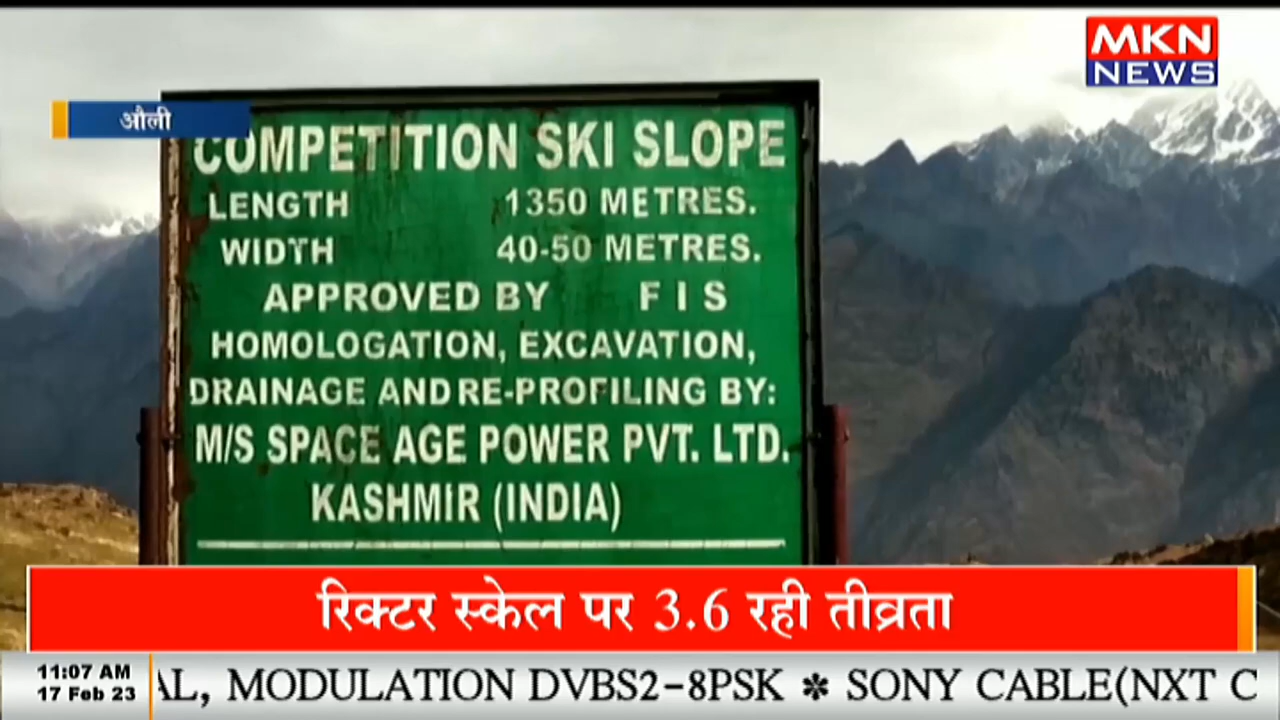 MKN
NEWS
औली
COMPETITION SKI SLOPE
LENGTH 1350 METRES.
WIDTH 40-50 METRES.
APPROVED BY F I S
HOMOLOGATION, EXCAVATION,
DRAINAGE AND RE-PROFILING BY:
M/S SPACE AGE POWER PVT. LTD.
KASHMIR (INDIA)
रिक्टर स्केल पर 3.6 रही तीव्रता
11:07 AM
17 Feb 23
AL, MODULATION DVBS2-8PSK * SONY CABLE(NXT C